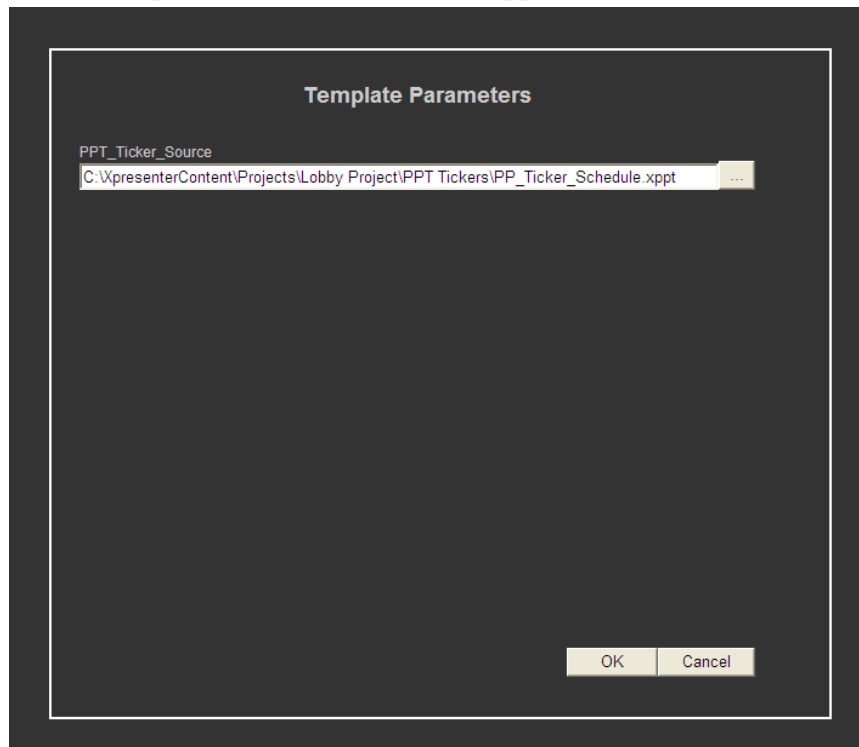 Template Parameters
PPT_Ticker_Source
C:\XpresenterContent\Projects\Lobby Project\PPT Tickers\PP_Ticker_Schedule.xppt ...
OK Cancel